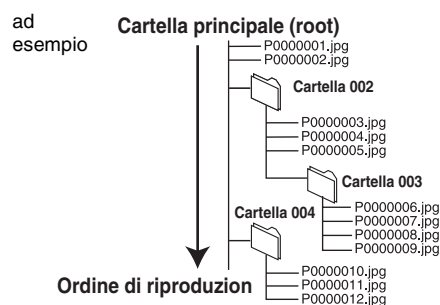 ad
esempio
Cartella principale (root)
P0000001.jpg
P0000002.jpg
Cartella 002
P0000003.jpg
P0000004.jpg
P0000005.jpg
Cartella 003
P0000006.jpg
P0000007.jpg
P0000008.jpg
P0000009.jpg
Cartella 004
P0000010.jpg
P0000011.jpg
P0000012.jpg
Ordine di riproduzion